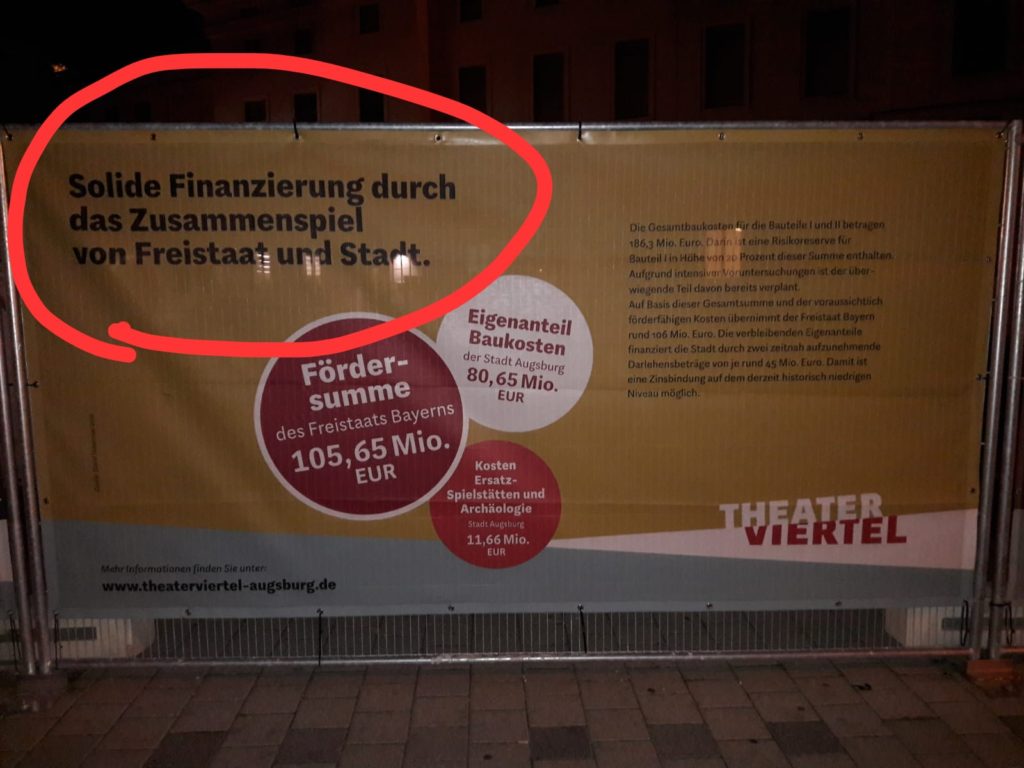 Solide Finanzierung durch
das Zusammenspiel
von Freistaat und Stadt.
Förder-
summe
des Freistaats Bayerns
105,65 Mio.
EUR
Eigenanteil
Baukosten
der Stadt Augsburg
80,65 Mio.
EUR
Kosten
Ersatz-
Spielstätten und
Archäologie
Stadt Augsburg
11,66 Mio.
EUR
Die Gesamtbaukosten für die Bauteile I und II betragen
186,3 Mio. Euro. Darin ist eine Risikoreserve für
Bauteil I in Höhe von 20 Prozent dieser Summe enthalten.
Aufgrund intensiver Voruntersuchungen ist der über-
wiegende Teil davon bereits verplant.
Auf Basis dieser Gesamtsumme und der voraussichtlich
förderfähigen Kosten übernimmt der Freistaat Bayern
rund 106 Mio. Euro. Die verbleibenden Eigenanteile
finanziert die Stadt durch zwei zeitnah aufzunehmende
Darlehensbeträge von je rund 45 Mio. Euro. Damit ist
eine Zinsbindung auf dem derzeit historisch niedrigen
Niveau möglich.
THEATER
VIERTEL
Mehr Informationen finden Sie unter:
www.theaterviertel-augsburg.de